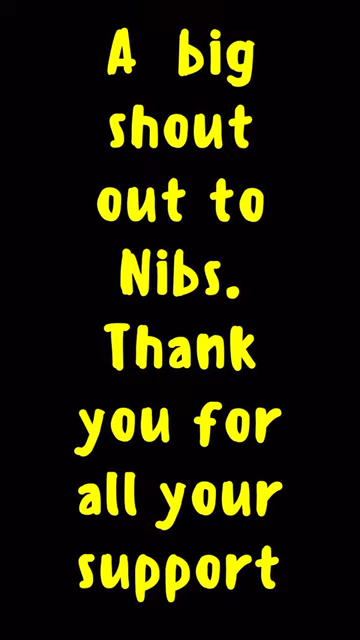 A big
shout
out to
Nibs.
Thank
you for
all your
support